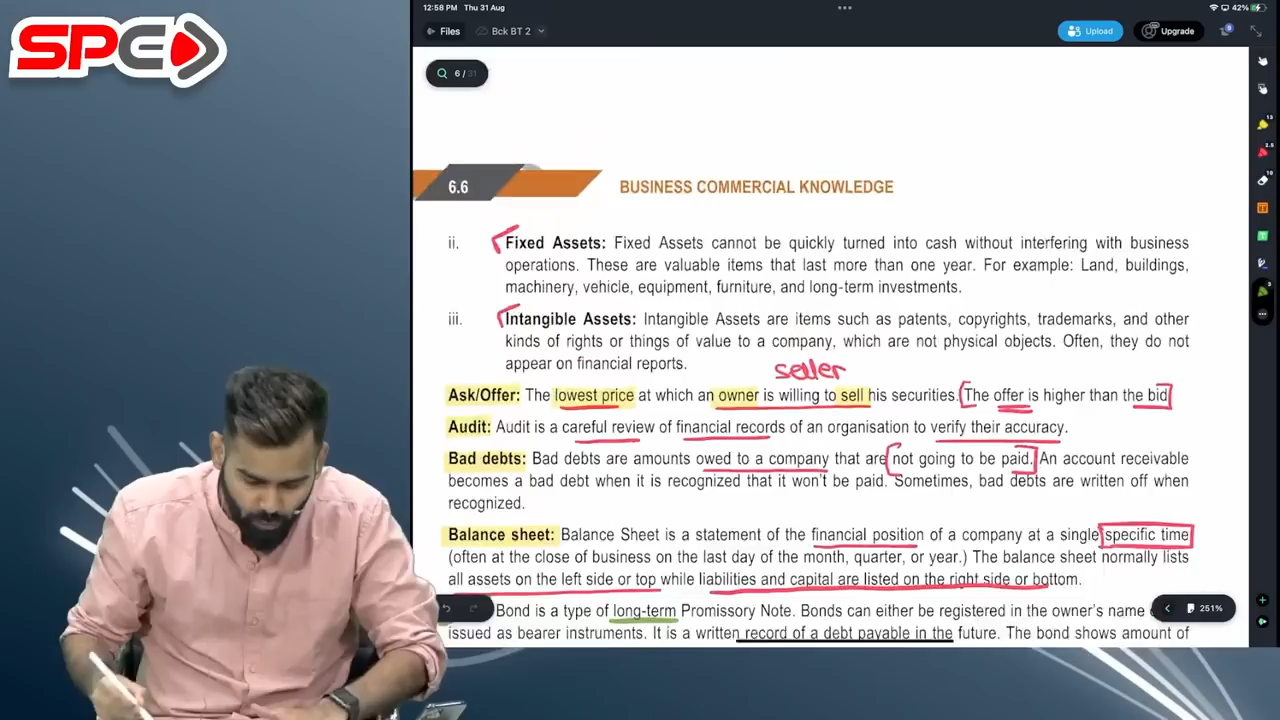 SPC
12:58 PM Thu 31 Aug
42%
Files
Bck BT 2
Upload
Upgrade
6 / 31
6.6
BUSINESS COMMERCIAL KNOWLEDGE
ii. Fixed Assets: Fixed Assets cannot be quickly turned into cash without interfering with business
operations. These are valuable items that last more than one year. For example: Land, buildings,
machinery, vehicle, equipment, furniture, and long-term investments.
iii. Intangible Assets: Intangible Assets are items such as patents, copyrights, trademarks, and other
kinds of rights or things of value to a company, which are not physical objects. Often, they do not
appear on financial reports.
seller
Ask/Offer: The lowest price at which an owner is willing to sell his securities. The offer is higher than the bid
Audit: Audit is a careful review of financial records of an organisation to verify their accuracy.
Bad debts: Bad debts are amounts owed to a company that are not going to be paid. An account receivable
becomes a bad debt when it is recognized that it won't be paid. Sometimes, bad debts are written off when
recognized.
Balance sheet: Balance Sheet is a statement of the financial position of a company at a single specific time
(often at the close of business on the last day of the month, quarter, or year.) The balance sheet normally lists
all assets on the left side or top while liabilities and capital are listed on the right side or bottom.
Bond is a type of long-term Promissory Note. Bonds can either be registered in the owner's name
251%
issued as bearer instruments. It is a written record of a debt payable in the future. The bond shows amount of